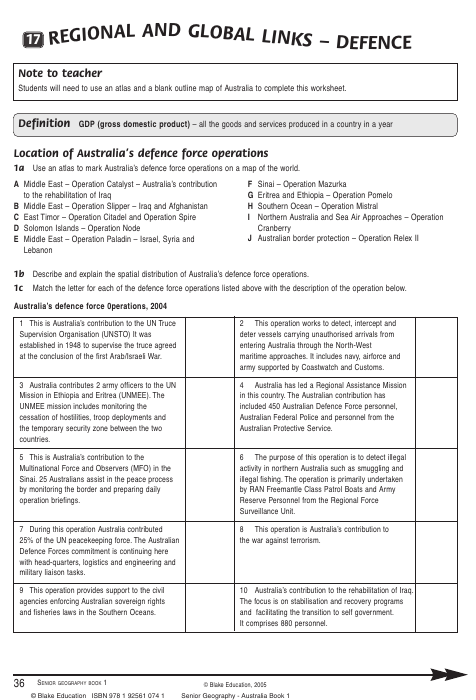 17 REGIONAL AND GLOBAL LINKS – DEFENCE
Note to teacher
Students will need to use an atlas and a blank outline map of Australia to complete this worksheet.
Definition GDP (gross domestic product) – all the goods and services produced in a country in a year
Location of Australia's defence force operations
1a Use an atlas to mark Australia's defence force operations on a map of the world.
A Middle East – Operation Catalyst – Australia's contribution
to the rehabilitation of Iraq
B Middle East – Operation Slipper – Iraq and Afghanistan
C East Timor – Operation Citadel and Operation Spire
D Solomon Islands – Operation Node
E Middle East – Operation Paladin – Israel, Syria and
Lebanon
F Sinai – Operation Mazurka
G Eritrea and Ethiopia – Operation Pomelo
H Southern Ocean – Operation Mistral
I Northern Australia and Sea Air Approaches – Operation
Cranberry
J Australian border protection – Operation Relex II
1b Describe and explain the spatial distribution of Australia's defence force operations.
1c Match the letter for each of the defence force operations listed above with the description of the operation below.
Australia's defence force Operations, 2004
1 This is Australia's contribution to the UN Truce
Supervision Organisation (UNSTO) It was
established in 1948 to supervise the truce agreed
at the conclusion of the first Arab/Israeli War.
2 This operation works to detect, intercept and
deter vessels carrying unauthorised arrivals from
entering Australia through the North-West
maritime approaches. It includes navy, airforce and
army supported by Coastwatch and Customs.
3 Australia contributes 2 army officers to the UN
Mission in Ethiopia and Eritrea (UNMEE). The
UNMEE mission includes monitoring the
cessation of hostilities, troop deployments and
the temporary security zone between the two
countries.
4 Australia has led a Regional Assistance Mission
in this country. The Australian contribution has
included 450 Australian Defence Force personnel,
Australian Federal Police and personnel from the
Australian Protective Service.
5 This is Australia's contribution to the
Multinational Force and Observers (MFO) in the
Sinai. 25 Australians assist in the peace process
by monitoring the border and preparing daily
operation briefings.
6 The purpose of this operation is to detect illegal
activity in northern Australia such as smuggling and
illegal fishing. The operation is primarily undertaken
by RAN Freemantle Class Patrol Boats and Army
Reserve Personnel from the Regional Force
Surveillance Unit.
7 During this operation Australia contributed
25% of the UN peacekeeping force. The Australian
Defence Forces commitment is continuing here
with head-quarters, logistics and engineering and
military liaison tasks.
8 This operation is Australia's contribution to
the war against terrorism.
9 This operation provides support to the civil
agencies enforcing Australian sovereign rights
and fisheries laws in the Southern Oceans.
10 Australia's contribution to the rehabilitation of Iraq.
The focus is on stabilisation and recovery programs
and facilitating the transition to self government.
It comprises 880 personnel.
36 SENIOR GEOGRAPHY BOOK 1 © Blake Education, 2005
© Blake Education ISBN 978 1 92561 074 1 Senior Geography - Australia Book 1